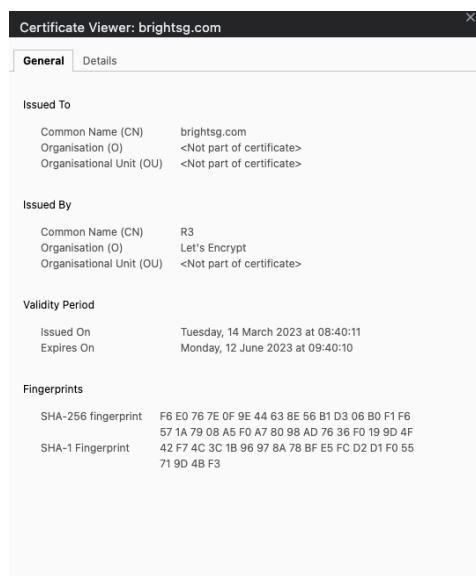 Certificate Viewer: brightsg.com
General Details
Issued To
Common Name (CN) brightsg.com
Organisation (O) <Not part of certificate>
Organisational Unit (OU) <Not part of certificate>
Issued By
Common Name (CN) R3
Organisation (O) Let's Encrypt
Organisational Unit (OU) <Not part of certificate>
Validity Period
Issued On Tuesday, 14 March 2023 at 08:40:11
Expires On Monday, 12 June 2023 at 09:40:10
Fingerprints
SHA-256 fingerprint F6 E0 76 7E 0F 9E 44 63 8E 56 B1 D3 06 B0 F1 F6
57 1A 79 08 A5 F0 A7 80 98 AD 76 36 F0 19 9D 4F
SHA-1 Fingerprint 42 F7 4C 3C 1B 96 97 8A 78 BF E5 FC D2 D1 F0 55
71 9D 4B F3